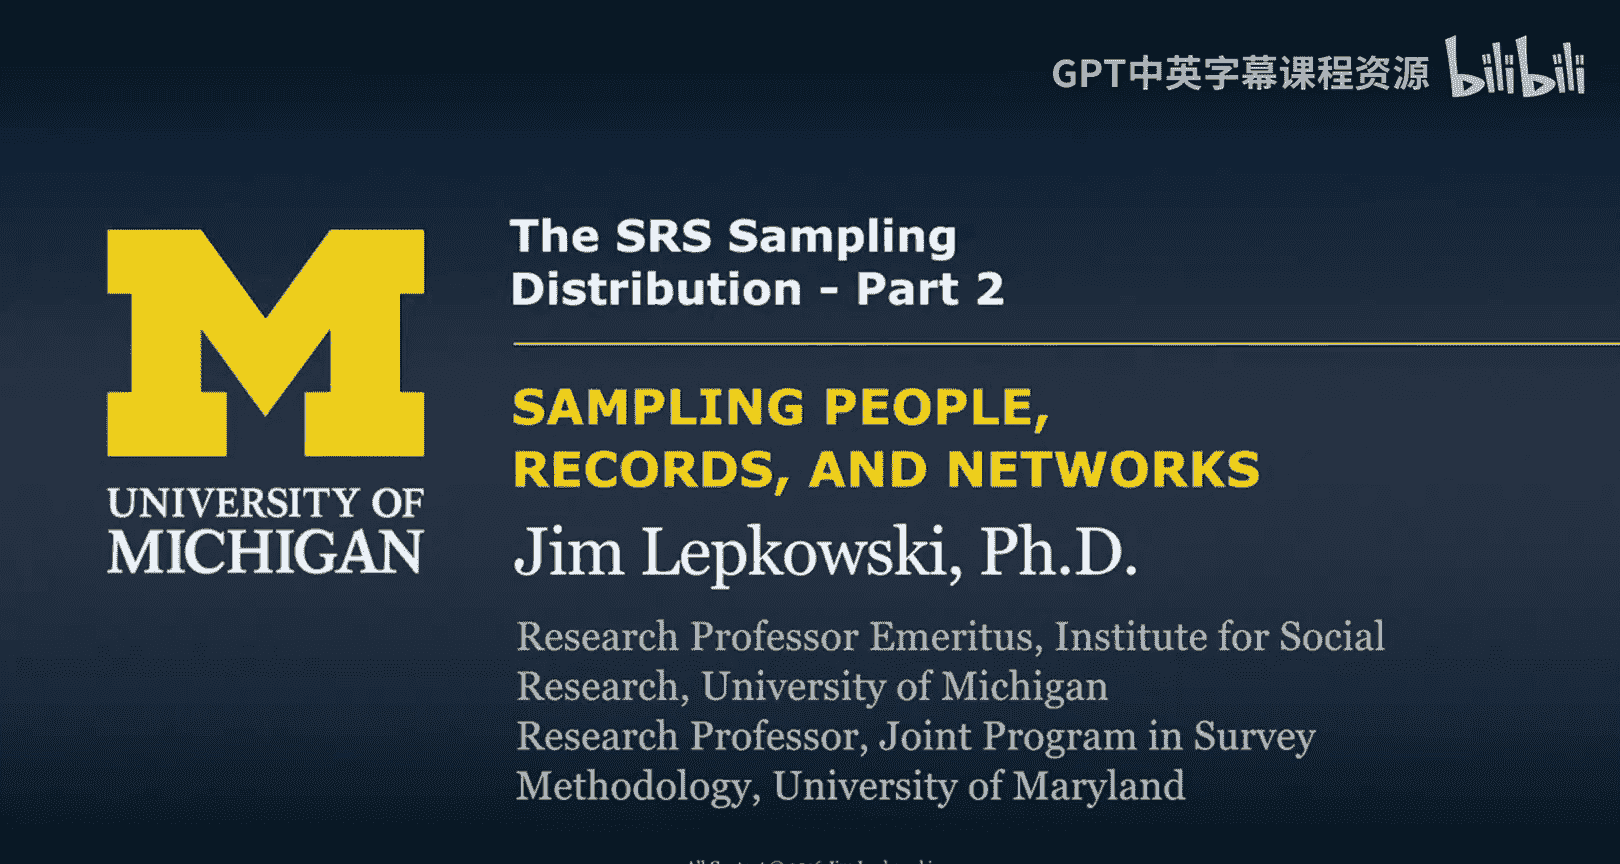 GPT中英字幕课程资源 bilibili
The SRS Sampling
Distribution - Part 2
SAMPLING PEOPLE,
RECORDS, AND NETWORKS
Jim Lepkowski, Ph.D.
Research Professor Emeritus, Institute for Social
Research, University of Michigan
Research Professor, Joint Program in Survey
Methodology, University of Maryland
M
UNIVERSITY OF
MICHIGAN